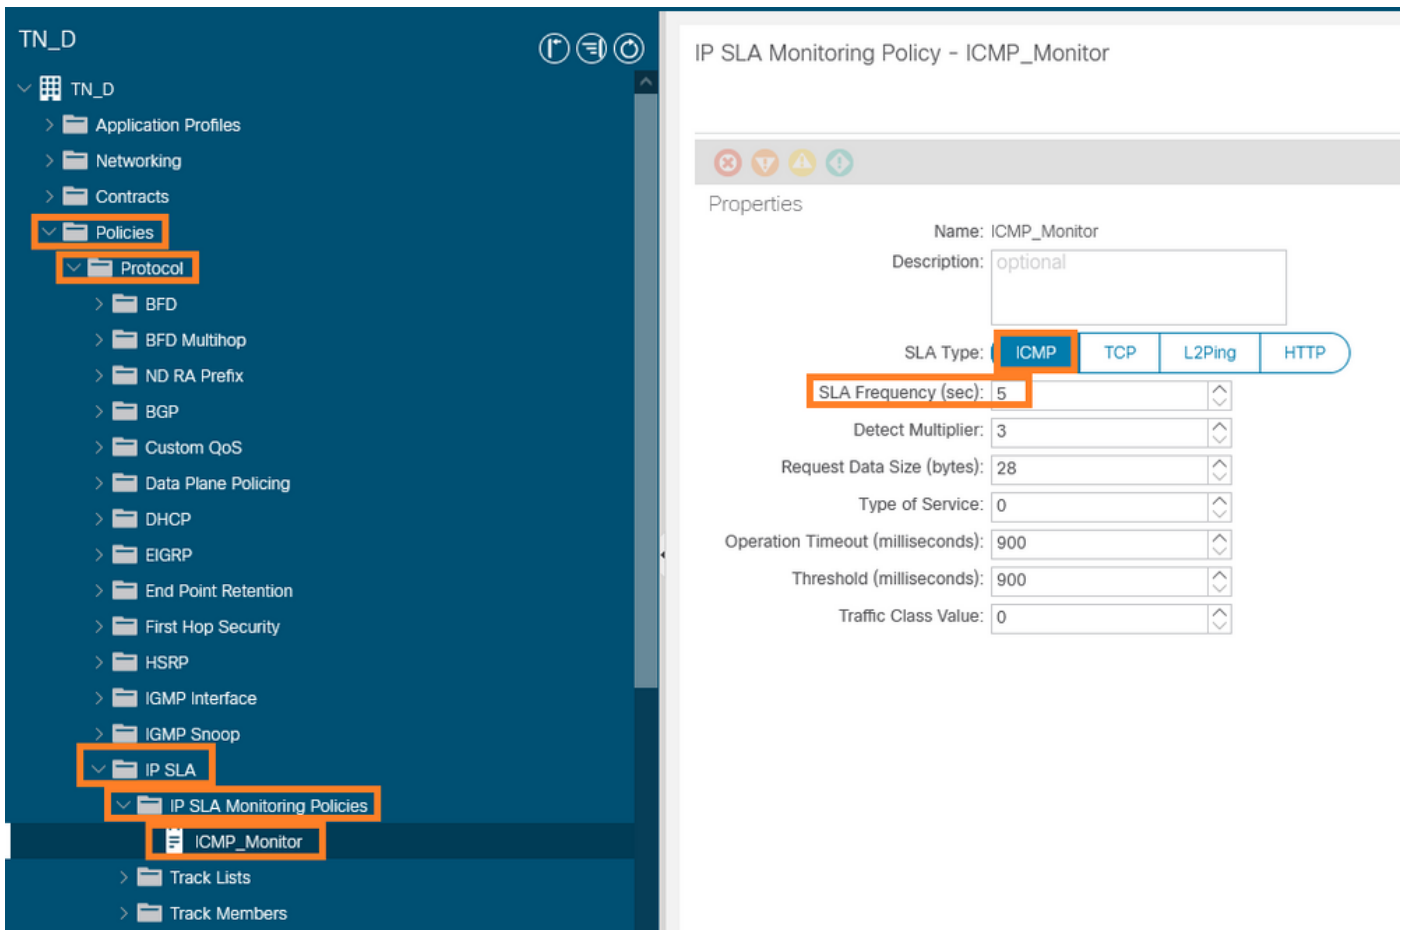 TN_D
TN_D
Application Profiles
Networking
Contracts
Policies
Protocol
BFD
BFD Multihop
ND RA Prefix
BGP
Custom QoS
Data Plane Policing
DHCP
EIGRP
End Point Retention
First Hop Security
HSRP
IGMP Interface
IGMP Snoop
IP SLA
IP SLA Monitoring Policies
ICMP_Monitor
Track Lists
Track Members
IP SLA Monitoring Policy - ICMP_Monitor
Properties
Name: ICMP_Monitor
Description: optional
SLA Type: ICMP TCP L2Ping HTTP
SLA Frequency (sec): 5
Detect Multiplier: 3
Request Data Size (bytes): 28
Type of Service: 0
Operation Timeout (milliseconds): 900
Threshold (milliseconds): 900
Traffic Class Value: 0